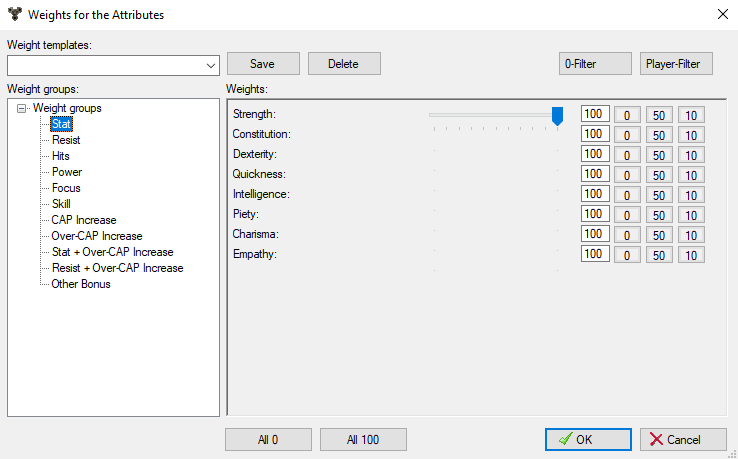 Weights for the Attributes
Weight templates:
Save Delete 0-Filter Player-Filter
Weight groups: Weights:
Weight groups
Stat
Resist
Hits
Power
Focus
Skill
CAP Increase
Over-CAP Increase
Stat + Over-CAP Increase
Resist + Over-CAP Increase
Other Bonus
Strength: 100 0 50 10
Constitution: 100 0 50 10
Dexterity: 100 0 50 10
Quickness: 100 0 50 10
Intelligence: 100 0 50 10
Piety: 100 0 50 10
Charisma: 100 0 50 10
Empathy: 100 0 50 10
All 0 All 100 OK Cancel